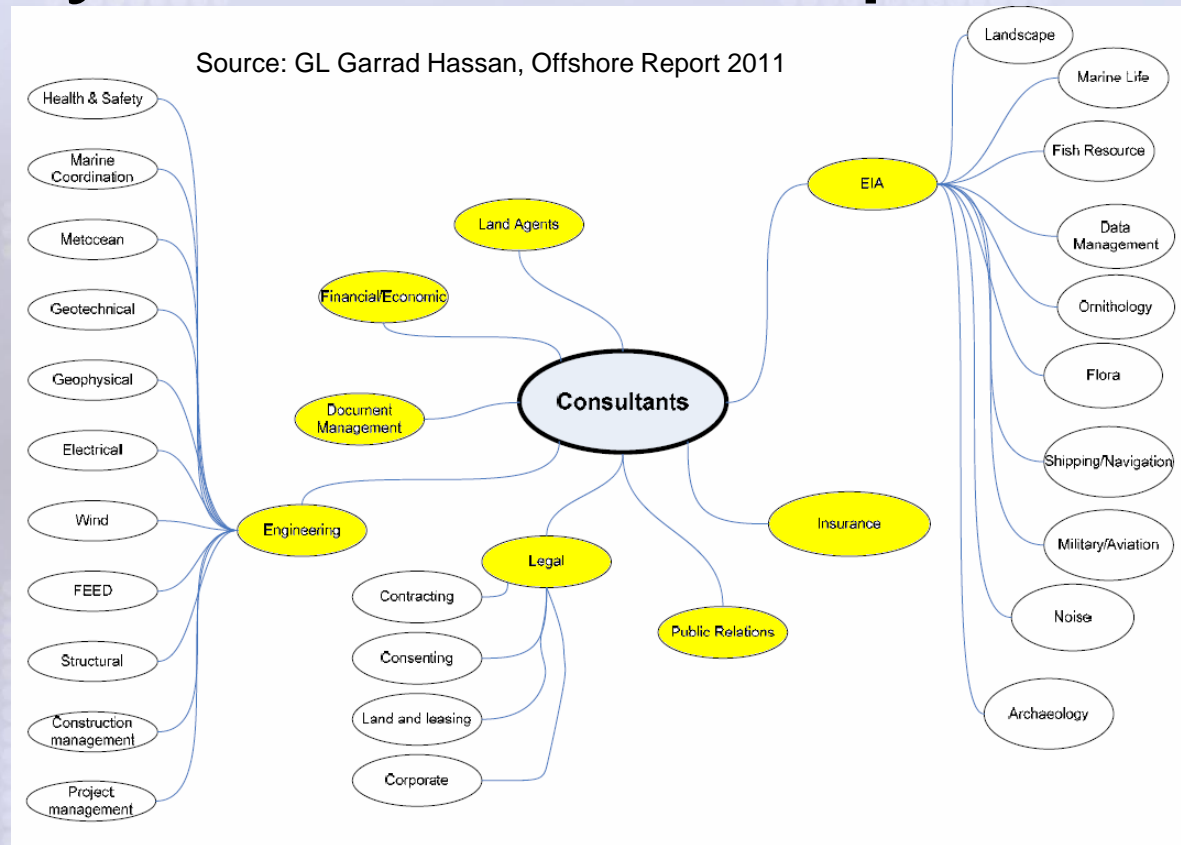 Source: GL Garrad Hassan, Offshore Report 2011
Landscape
Marine Life
Fish Resource
EIA
Data
Management
Ornithology
Flora
Shipping/Navigation
Military/Aviation
Noise
Archaeology
Health & Safety
Marine
Coordination
Metocean
Geotechnical
Geophysical
Electrical
Wind
FEED
Structural
Construction
management
Project
management
Engineering
Land Agents
Financial/Economic
Document
Management
Consultants
Legal
Contracting
Consenting
Land and leasing
Corporate
Insurance
Public Relations